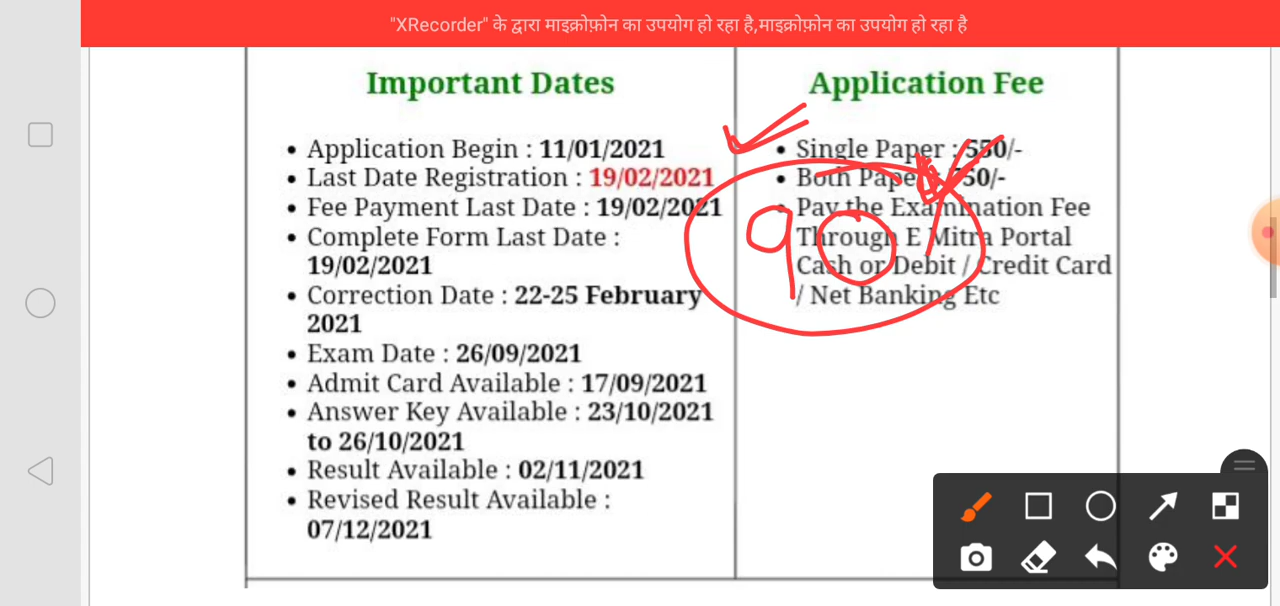 "XRecorder" के द्वारा माइक्रोफ़ोन का उपयोग हो रहा है,माइक्रोफ़ोन का उपयोग हो रहा है
Important Dates
• Application Begin : 11/01/2021
• Last Date Registration : 19/02/2021
• Fee Payment Last Date : 19/02/2021
• Complete Form Last Date :
19/02/2021
• Correction Date : 22-25 February
2021
• Exam Date : 26/09/2021
• Admit Card Available : 17/09/2021
• Answer Key Available : 23/10/2021
to 26/10/2021
• Result Available : 02/11/2021
• Revised Result Available :
07/12/2021
Application Fee
• Single Paper : 550/-
• Both Paper : 750/-
• Pay the Examination Fee
Through E Mitra Portal
Cash or Debit / Credit Card
/ Net Banking Etc
90